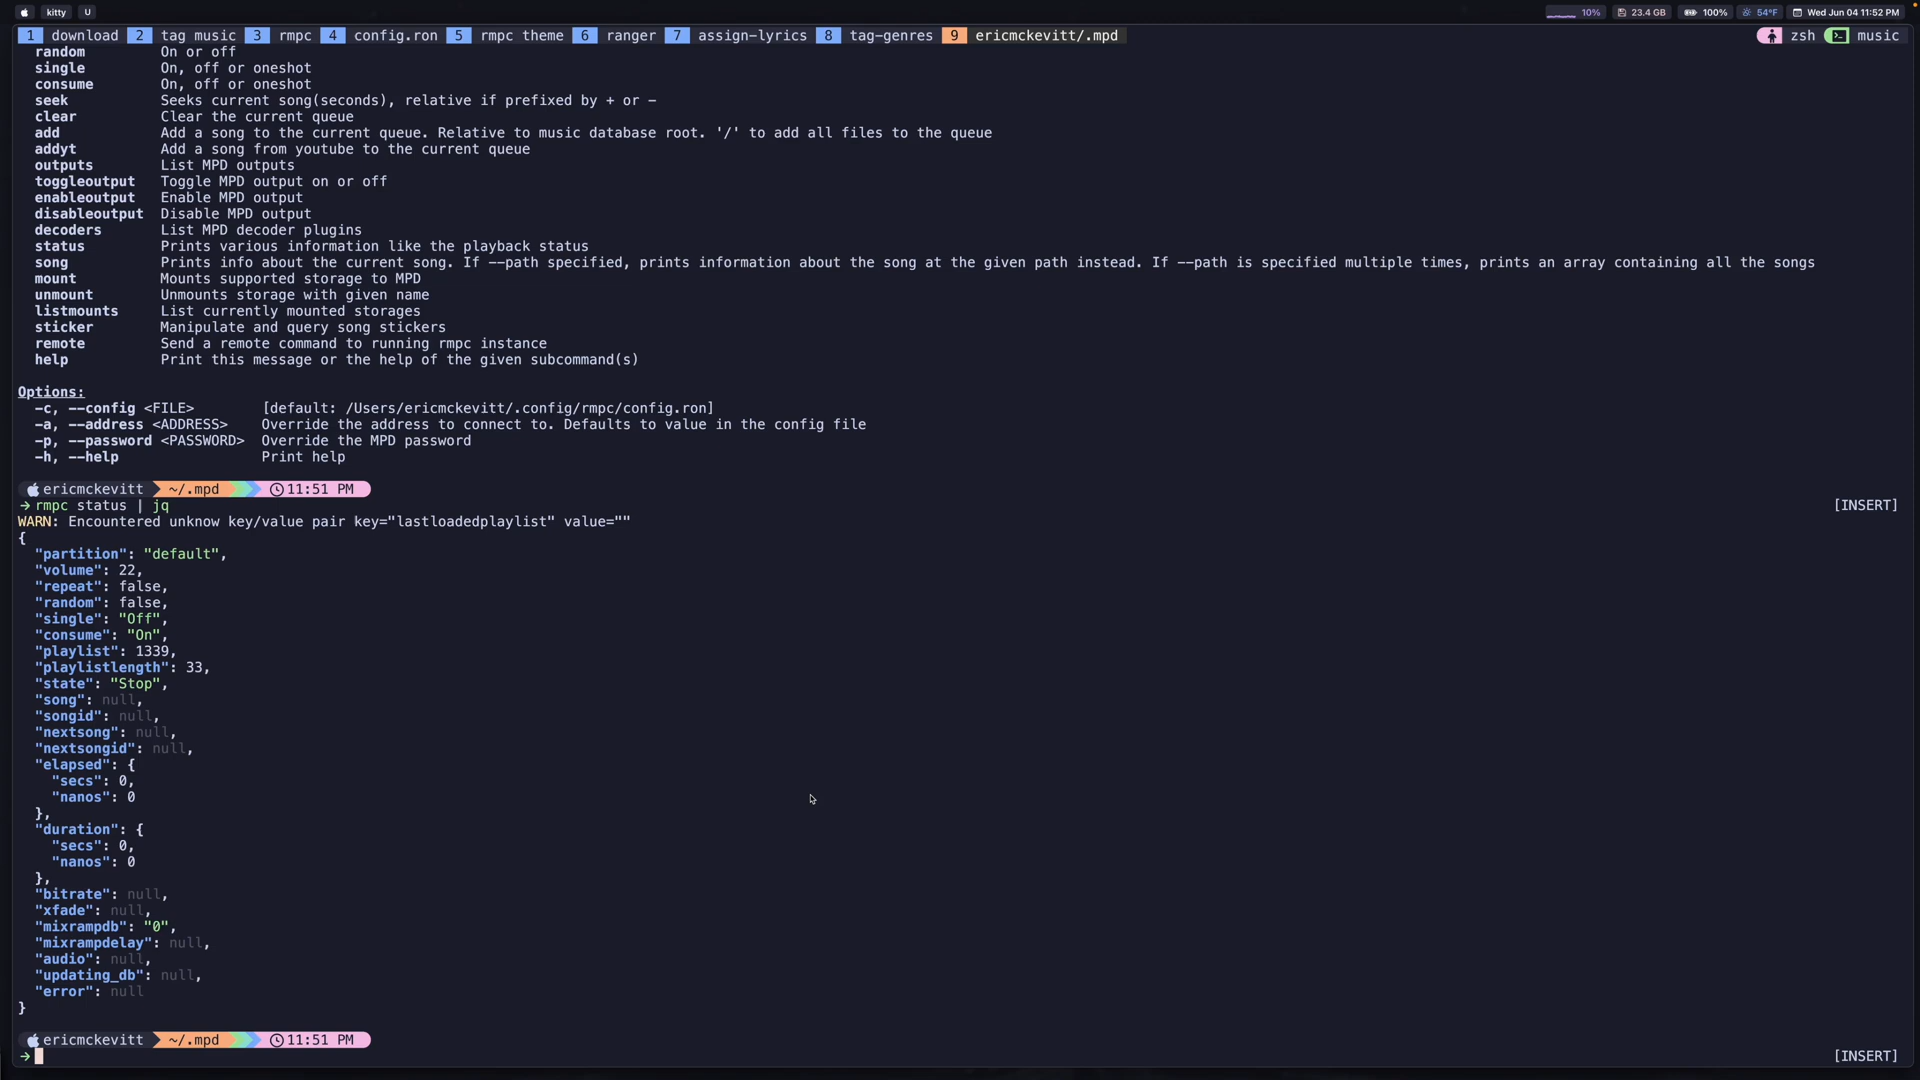 kitty U 10% 23.4 GB 100% 54°F Wed Jun 04 11:52 PM
1 download 2 tag music 3 rmpc 4 config.ron 5 rmpc theme 6 ranger 7 assign-lyrics 8 tag-genres 9 ericmckevitt/.mpd zsh music
random On or off
single On, off or oneshot
consume On, off or oneshot
seek Seeks current song(seconds), relative if prefixed by + or -
clear Clear the current queue
add Add a song to the current queue. Relative to music database root. '/' to add all files to the queue
addyt Add a song from youtube to the current queue
outputs List MPD outputs
toggleoutput Toggle MPD output on or off
enableoutput Enable MPD output
disableoutput Disable MPD output
decoders List MPD decoder plugins
status Prints various information like the playback status
song Prints info about the current song. If --path specified, prints information about the song at the given path instead. If --path is specified multiple times, prints an array containing all the songs
mount Mounts supported storage to MPD
unmount Unmounts storage with given name
listmounts List currently mounted storages
sticker Manipulate and query song stickers
remote Send a remote command to running rmpc instance
help Print this message or the help of the given subcommand(s)
Options:
-c, --config <FILE> [default: /Users/ericmckevitt/.config/rmpc/config.ron]
-a, --address <ADDRESS> Override the address to connect to. Defaults to value in the config file
-p, --password <PASSWORD> Override the MPD password
-h, --help Print help
ericmckevitt ~/.mpd 11:51 PM
→ rmpc status | jq [INSERT]
WARN: Encountered unknow key/value pair key="lastloadedplaylist" value=""
{
"partition": "default",
"volume": 22,
"repeat": false,
"random": false,
"single": "Off",
"consume": "On",
"playlist": 1339,
"playlistlength": 33,
"state": "Stop",
"song": null,
"songid": null,
"nextsong": null,
"nextsongid": null,
"elapsed": {
"secs": 0,
"nanos": 0
},
"duration": {
"secs": 0,
"nanos": 0
},
"bitrate": null,
"xfade": null,
"mixrampdb": "0",
"mixrampdelay": null,
"audio": null,
"updating_db": null,
"error": null
}
ericmckevitt ~/.mpd 11:51 PM
→ [INSERT]